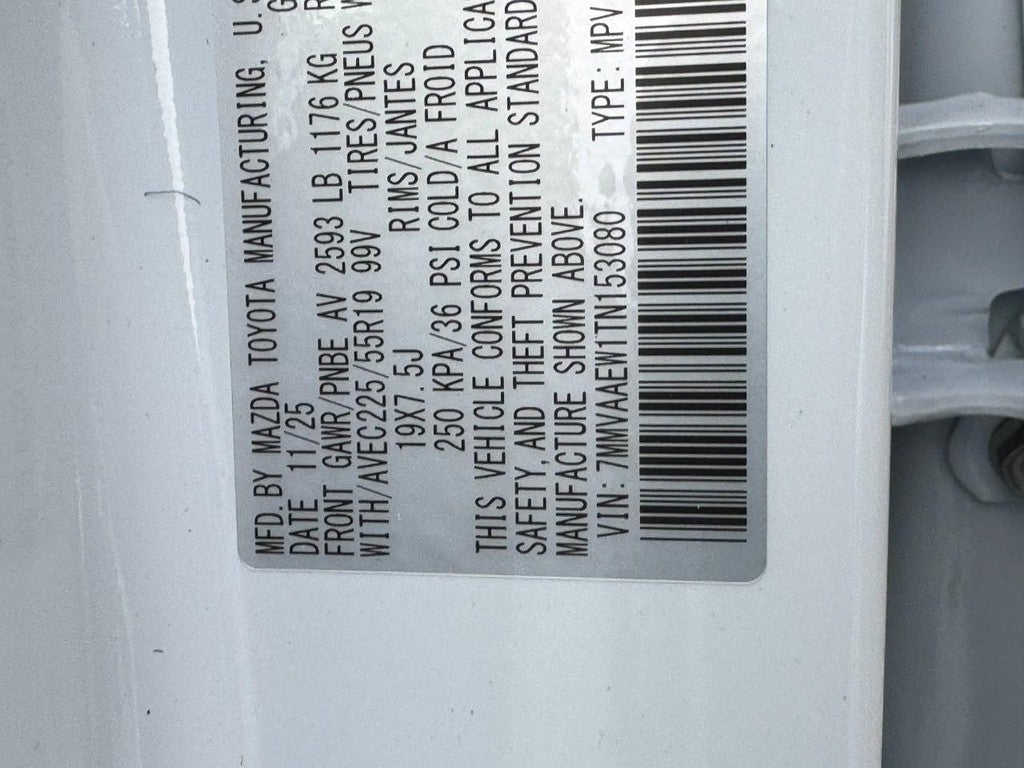 MFD. BY MAZDA TOYOTA MANUFACTURING, U.S
DATE 11/25 G
FRONT GAWR/PNBE AV 2593 LB 1176 KG R
WITH/AVEC225/55R19 99V TIRES/PNEUS W
19X7.5J RIMS/JANTES
250 KPA/36 PSI COLD/A FROID
THIS VEHICLE CONFORMS TO ALL APPLICA
SAFETY, AND THEFT PREVENTION STANDARD
MANUFACTURE SHOWN ABOVE.
VIN: 7MMVAAEW1TN153080 TYPE: MPV